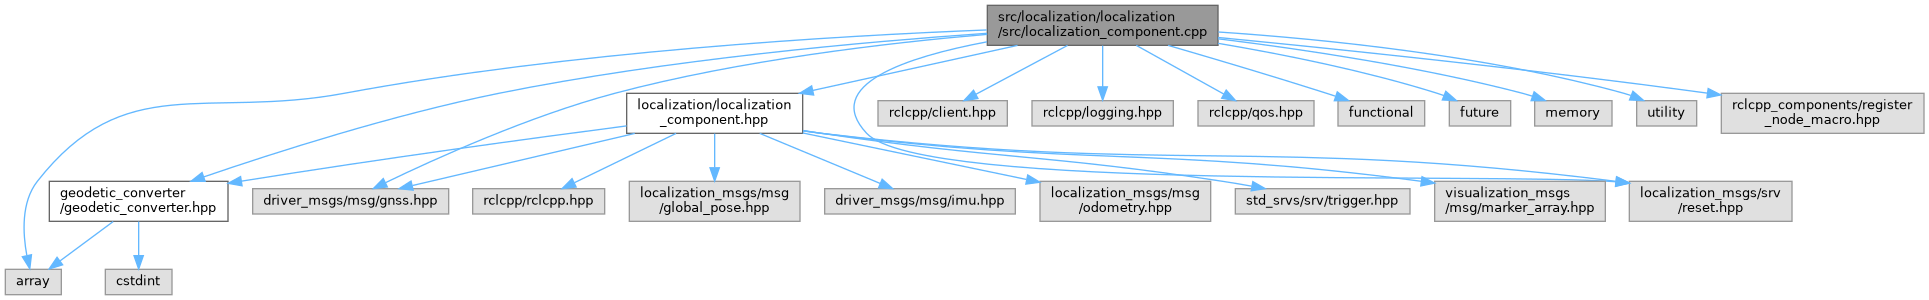 src/localization/localization
/src/localization_component.cpp
localization/localization
_component.hpp
rclcpp/client.hpp
rclcpp/logging.hpp
rclcpp/qos.hpp
functional
future
memory
utility
rclcpp_components/register
_node_macro.hpp
geodetic_converter
/geodetic_converter.hpp
driver_msgs/msg/gnss.hpp
rclcpp/rclcpp.hpp
localization_msgs/msg
/global_pose.hpp
driver_msgs/msg/imu.hpp
localization_msgs/msg
/odometry.hpp
std_srvs/srv/trigger.hpp
visualization_msgs
/msg/marker_array.hpp
localization_msgs/srv
/reset.hpp
array
cstdint